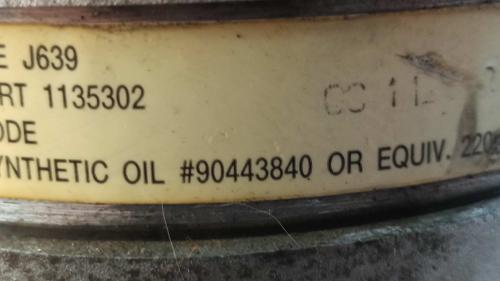 E J639
RT 1135302
ODE
YNTHETIC OIL #90443840 OR EQUIV. 220